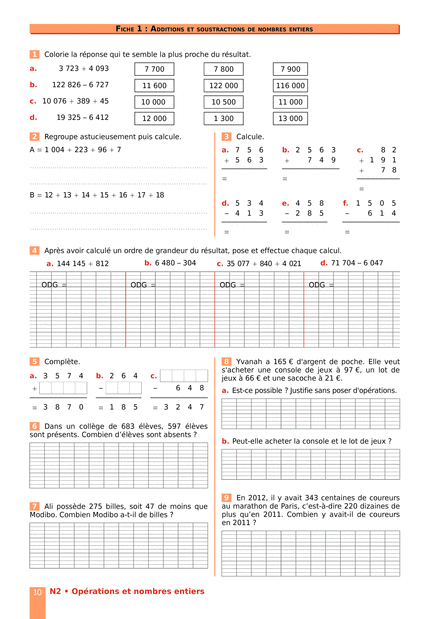 FICHE 1 : ADDITIONS ET SOUSTRACTIONS DE NOMBRES ENTIERS
1 Colorie la réponse qui te semble la plus proche du résultat.
a. 3 723 + 4 093 7 700 7 800 7 900
b. 122 826 – 6 727 11 600 122 000 116 000
c. 10 076 + 389 + 45 10 000 10 500 11 000
d. 19 325 – 6 412 12 000 1 300 13 000
2 Regroupe astucieusement puis calcule.
A = 1 004 + 223 + 96 + 7
B = 12 + 13 + 14 + 15 + 16 + 17 + 18
3 Calcule.
a. 7 5 6 b. 2 5 6 3 c. 8 2
+ 5 6 3 + 7 4 9 + 1 9 1
+ 7 8
= = =
d. 5 3 4 e. 4 5 8 f. 1 5 0 5
– 4 1 3 – 2 8 5 – 6 1 4
= = =
4 Après avoir calculé un ordre de grandeur du résultat, pose et effectue chaque calcul.
a. 144 145 + 812 b. 6 480 – 304 c. 35 077 + 840 + 4 021 d. 71 704 – 6 047
ODG = ODG = ODG = ODG =
5 Complète.
a. 3 5 7 4 b. 2 6 4 c.
+ – – 6 4 8
= 3 8 7 0 = 1 8 5 = 3 2 4 7
6 Dans un collège de 683 élèves, 597 élèves
sont présents. Combien d'élèves sont absents ?
7 Ali possède 275 billes, soit 47 de moins que
Modibo. Combien Modibo a-t-il de billes ?
8 Yvanah a 165 € d'argent de poche. Elle veut
s'acheter une console de jeux à 97 €, un lot de
jeux à 66 € et une sacoche à 21 €.
a. Est-ce possible ? Justifie sans poser d'opérations.
b. Peut-elle acheter la console et le lot de jeux ?
9 En 2012, il y avait 343 centaines de coureurs
au marathon de Paris, c'est-à-dire 220 dizaines de
plus qu'en 2011. Combien y avait-il de coureurs
en 2011 ?
10 N2 • Opérations et nombres entiers